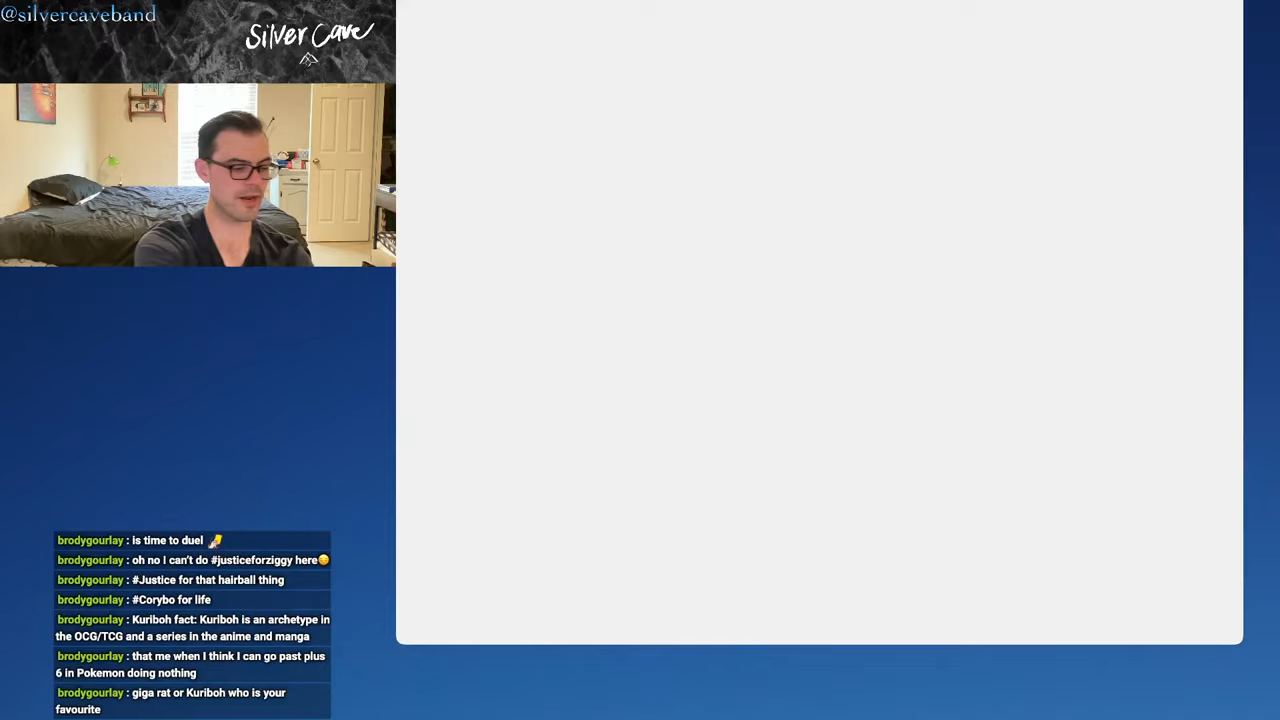 @silvercaveband
Silver Cave
brodygourlay : is time to duel
brodygourlay : oh no I can't do #justiceforziggy here
brodygourlay : #Justice for that hairball thing
brodygourlay : #Corybo for life
brodygourlay : Kuriboh fact: Kuriboh is an archetype in
the OCG/TCG and a series in the anime and manga
brodygourlay : that me when I think I can go past plus
6 in Pokemon doing nothing
brodygourlay : giga rat or Kuriboh who is your
favourite